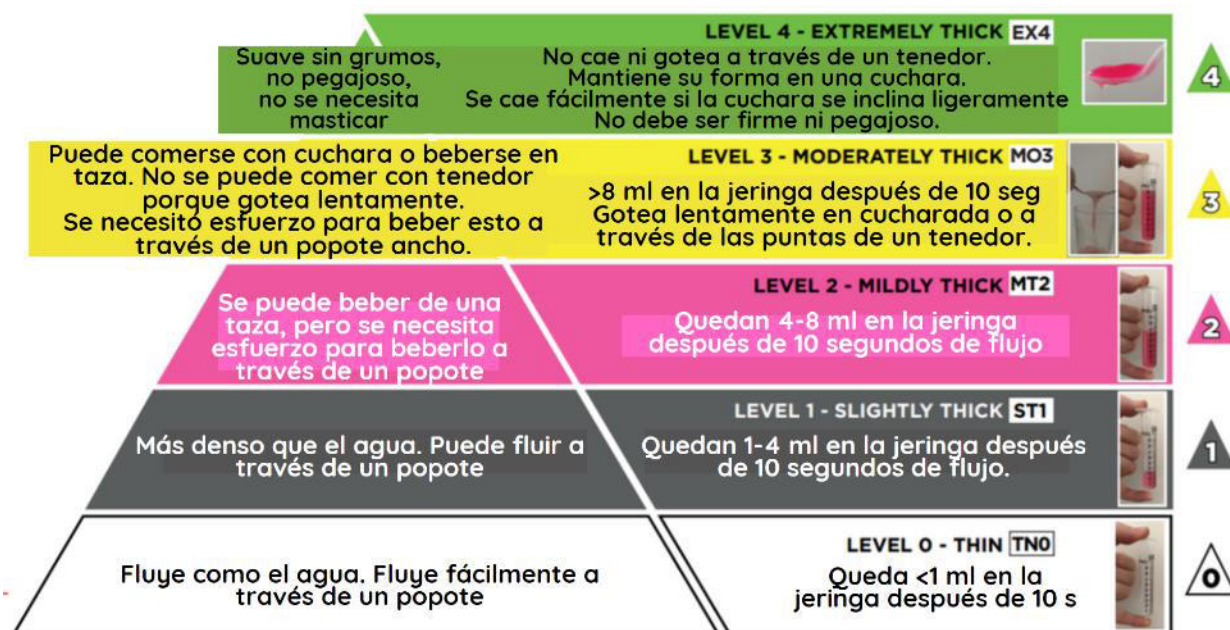 LEVEL 4 - EXTREMELY THICK EX4
Suave sin grumos,
no pegajoso,
no se necesita
masticar
No cae ni gotea a través de un tenedor.
Mantiene su forma en una cuchara.
Se cae fácilmente si la cuchara se inclina ligeramente
No debe ser firme ni pegajoso.
4
Puede comerse con cuchara o beberse en
taza. No se puede comer con tenedor
porque gotea lentamente.
Se necesitó esfuerzo para beber esto a
través de un popote ancho.
LEVEL 3 - MODERATELY THICK MO3
>8 ml en la jeringa después de 10 seg
Gotea lentamente en cucharada o a
través de las puntas de un tenedor.
3
Se puede beber de una
taza, pero se necesita
esfuerzo para beberlo a
través de un popote
LEVEL 2 - MILDLY THICK MT2
Quedan 4-8 ml en la jeringa
después de 10 segundos de flujo
2
Más denso que el agua. Puede fluir a
través de un popote
LEVEL 1 - SLIGHTLY THICK ST1
Quedan 1-4 ml en la jeringa después
de 10 segundos de flujo.
1
Fluye como el agua. Fluye fácilmente a
través de un popote
LEVEL 0 - THIN TN0
Queda <1 ml en la
jeringa después de 10 s
0